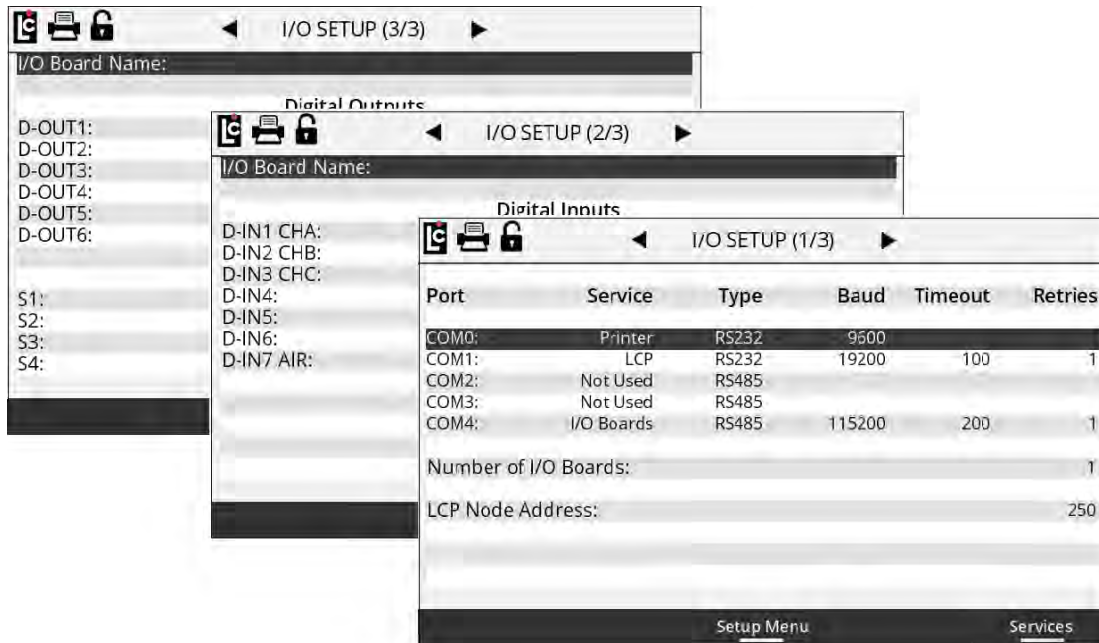 I/O SETUP (3/3)
I/O Board Name:
Digital Outputs
D-OUT1:
D-OUT2:
D-OUT3:
D-OUT4:
D-OUT5:
D-OUT6:
S1:
S2:
S3:
S4:
I/O SETUP (2/3)
I/O Board Name:
Digital Inputs
D-IN1 CHA:
D-IN2 CHB:
D-IN3 CHC:
D-IN4:
D-IN5:
D-IN6:
D-IN7 AIR:
I/O SETUP (1/3)
Port Service Type Baud Timeout Retries
COM0: Printer RS232 9600
COM1: LCP RS232 19200 100 1
COM2: Not Used RS485
COM3: Not Used RS485
COM4: I/O Boards RS485 115200 200 1
Number of I/O Boards: 1
LCP Node Address: 250
Setup Menu Services